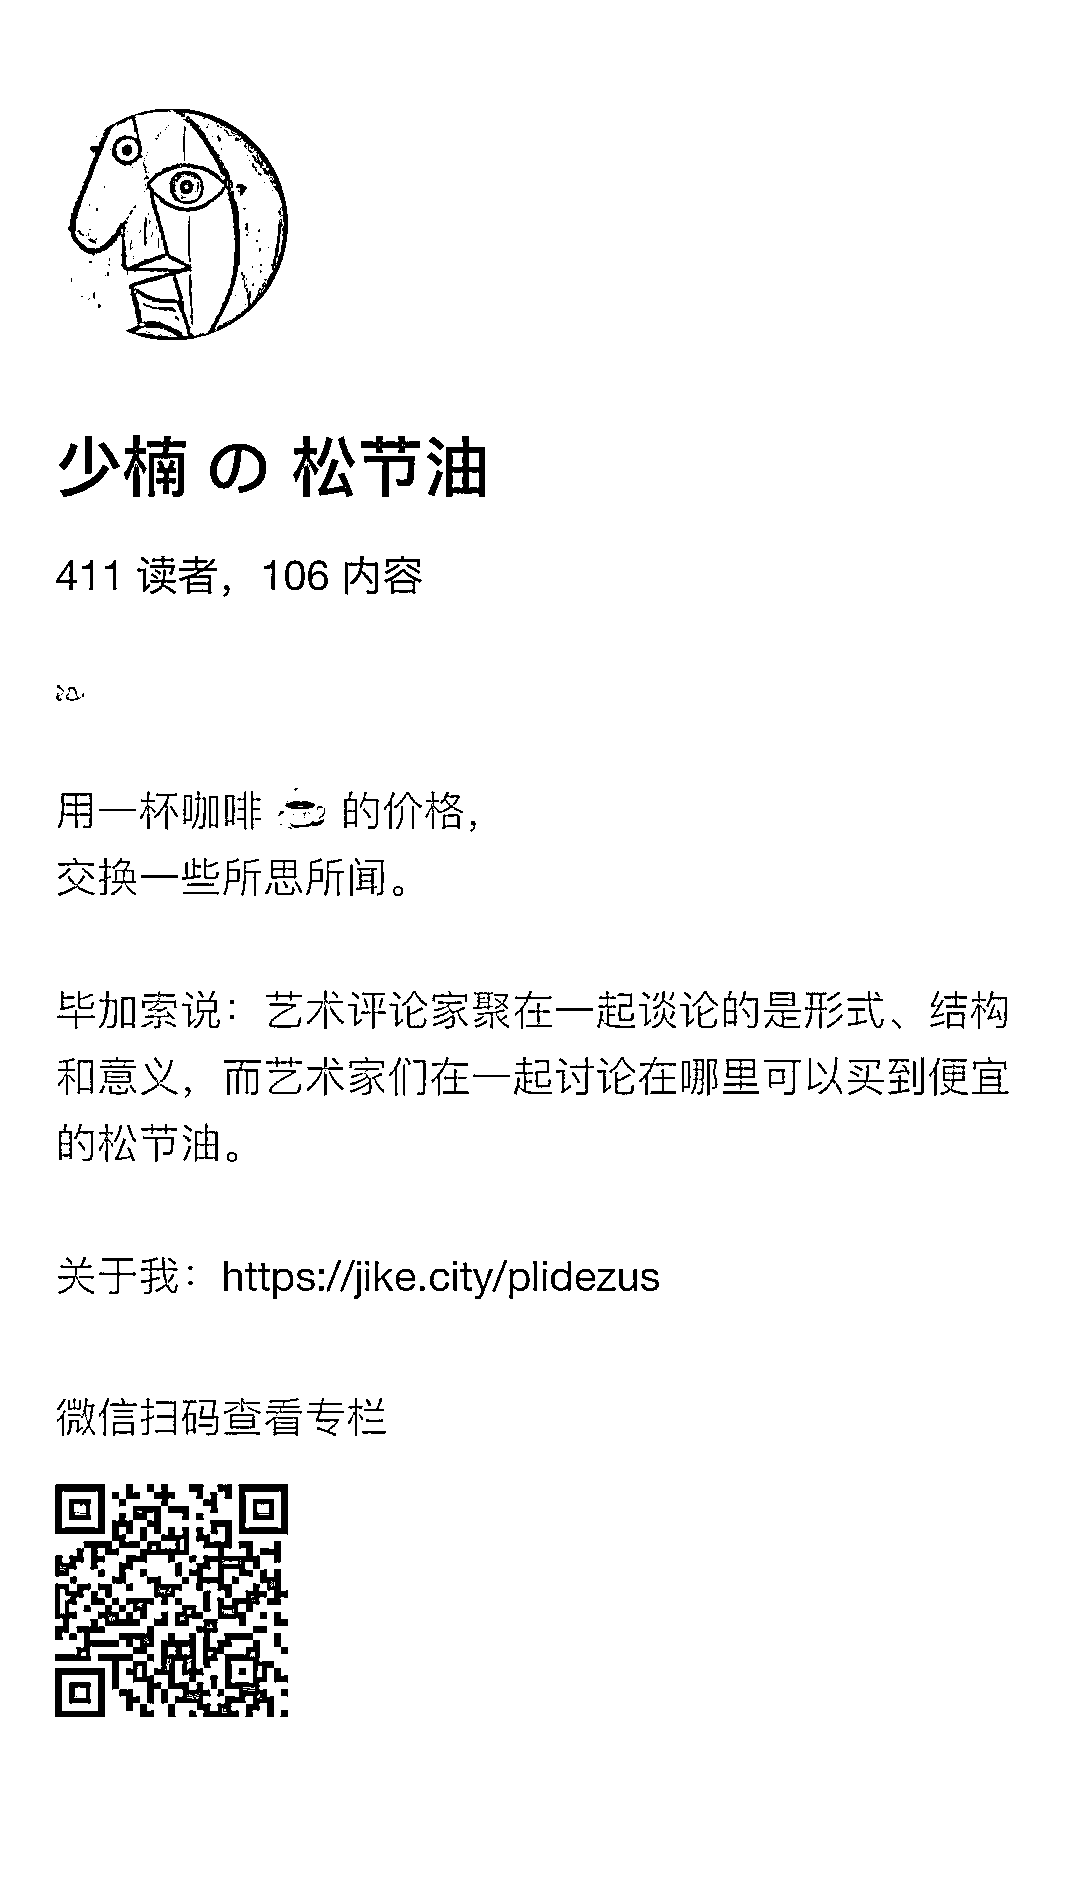 少楠 の 松节油
411 读者，106 内容
用一杯咖啡 ☕ 的价格，
交换一些所思所闻。
毕加索说：艺术评论家聚在一起谈论的是形式、结构
和意义，而艺术家们在一起讨论在哪里可以买到便宜
的松节油。
关于我：https://jike.city/plidezus
微信扫码查看专栏